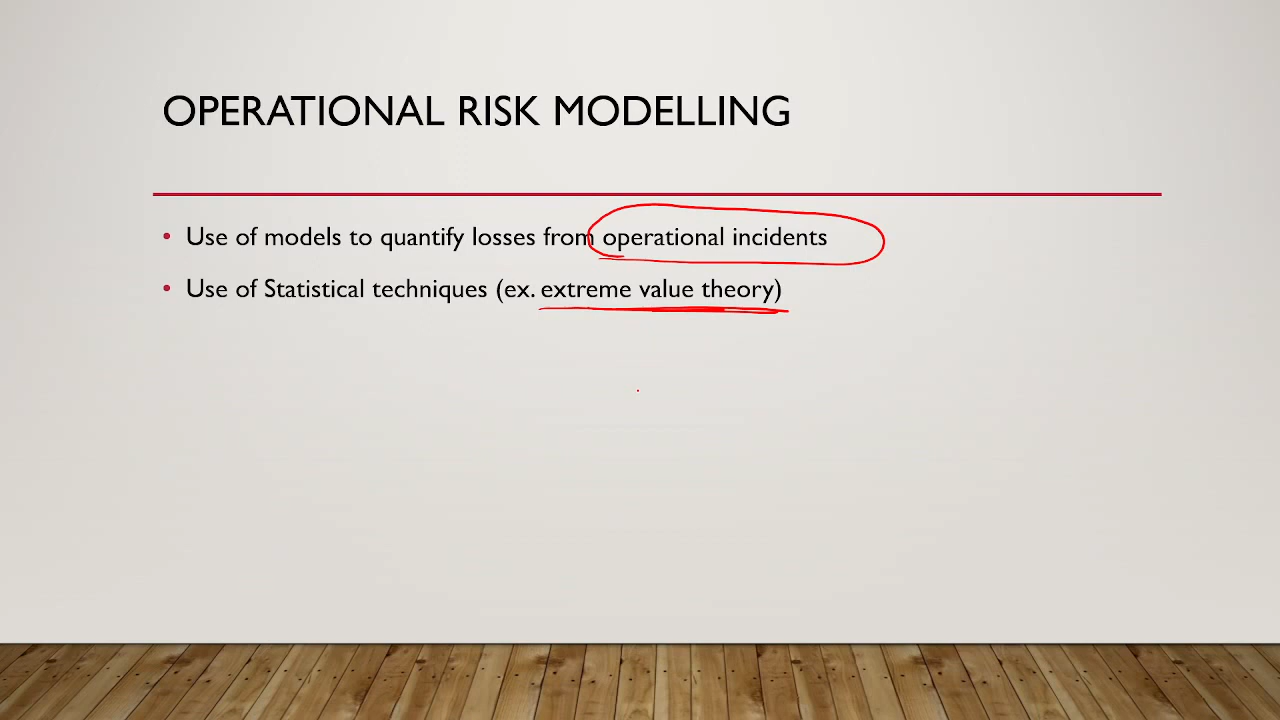 OPERATIONAL RISK MODELLING
• Use of models to quantify losses from operational incidents
• Use of Statistical techniques (ex. extreme value theory)